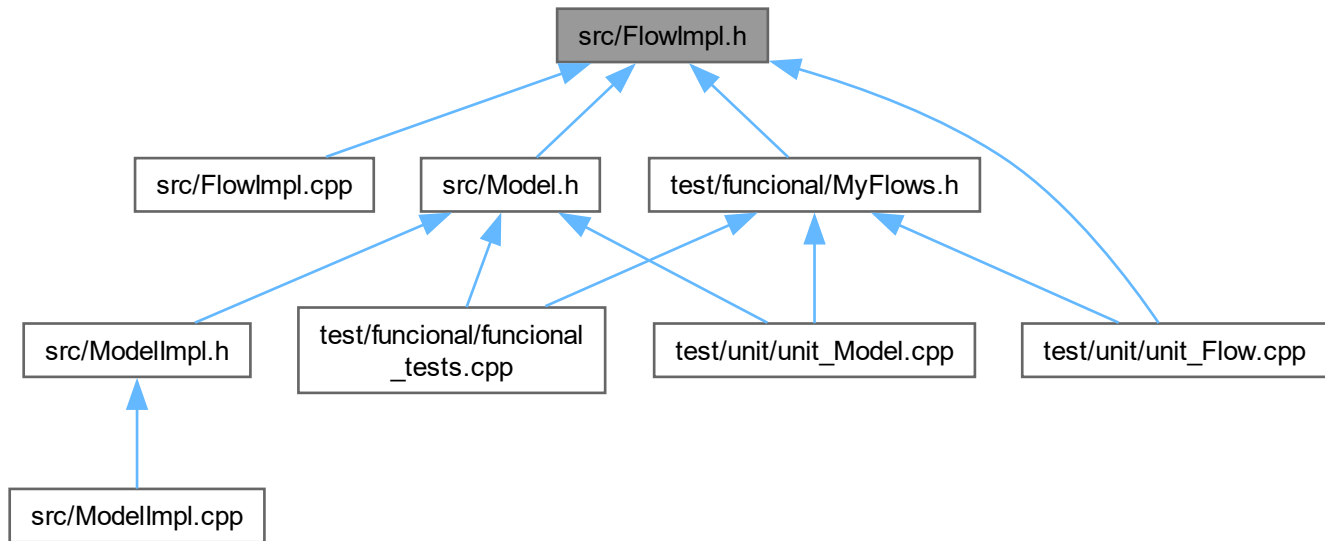 src/FlowImpl.h
src/FlowImpl.cpp
src/Model.h
test/funcional/MyFlows.h
src/ModelImpl.h
test/funcional/funcional
_tests.cpp
test/unit/unit_Model.cpp
test/unit/unit_Flow.cpp
src/ModelImpl.cpp